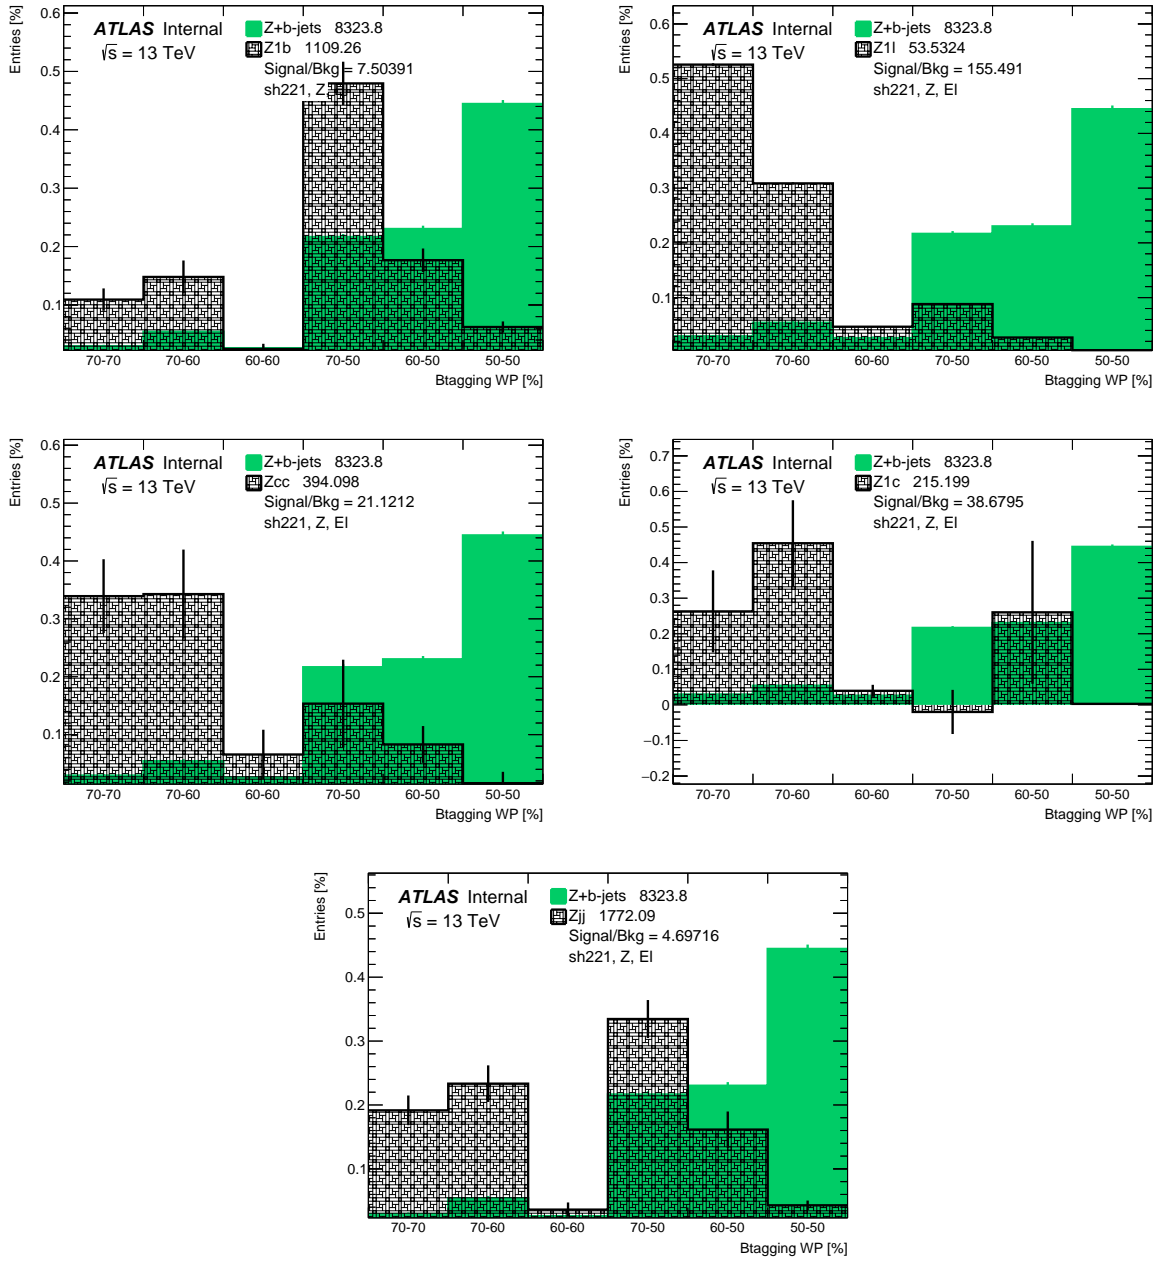 Entries [%]
ATLAS Internal
√s = 13 TeV
Z+b-jets 8323.8
Z1b 1109.26
Signal/Bkg = 7.50391
sh221, Z, El
0.6
0.5
0.4
0.3
0.2
0.1
70-70 70-60 60-60 70-50 60-50 50-50
Btagging WP [%]
Entries [%]
ATLAS Internal
√s = 13 TeV
Z+b-jets 8323.8
Z1l 53.5324
Signal/Bkg = 155.491
sh221, Z, El
0.6
0.5
0.4
0.3
0.2
0.1
70-70 70-60 60-60 70-50 60-50 50-50
Btagging WP [%]
Entries [%]
ATLAS Internal
√s = 13 TeV
Z+b-jets 8323.8
Zcc 394.098
Signal/Bkg = 21.1212
sh221, Z, El
0.6
0.5
0.4
0.3
0.2
0.1
70-70 70-60 60-60 70-50 60-50 50-50
Btagging WP [%]
Entries [%]
ATLAS Internal
√s = 13 TeV
Z+b-jets 8323.8
Z1c 215.199
Signal/Bkg = 38.6795
sh221, Z, El
0.7
0.6
0.5
0.4
0.3
0.2
0.1
0
−0.1
−0.2
70-70 70-60 60-60 70-50 60-50 50-50
Btagging WP [%]
Entries [%]
ATLAS Internal
√s = 13 TeV
Z+b-jets 8323.8
Zjj 1772.09
Signal/Bkg = 4.69716
sh221, Z, El
0.5
0.4
0.3
0.2
0.1
70-70 70-60 60-60 70-50 60-50 50-50
Btagging WP [%]